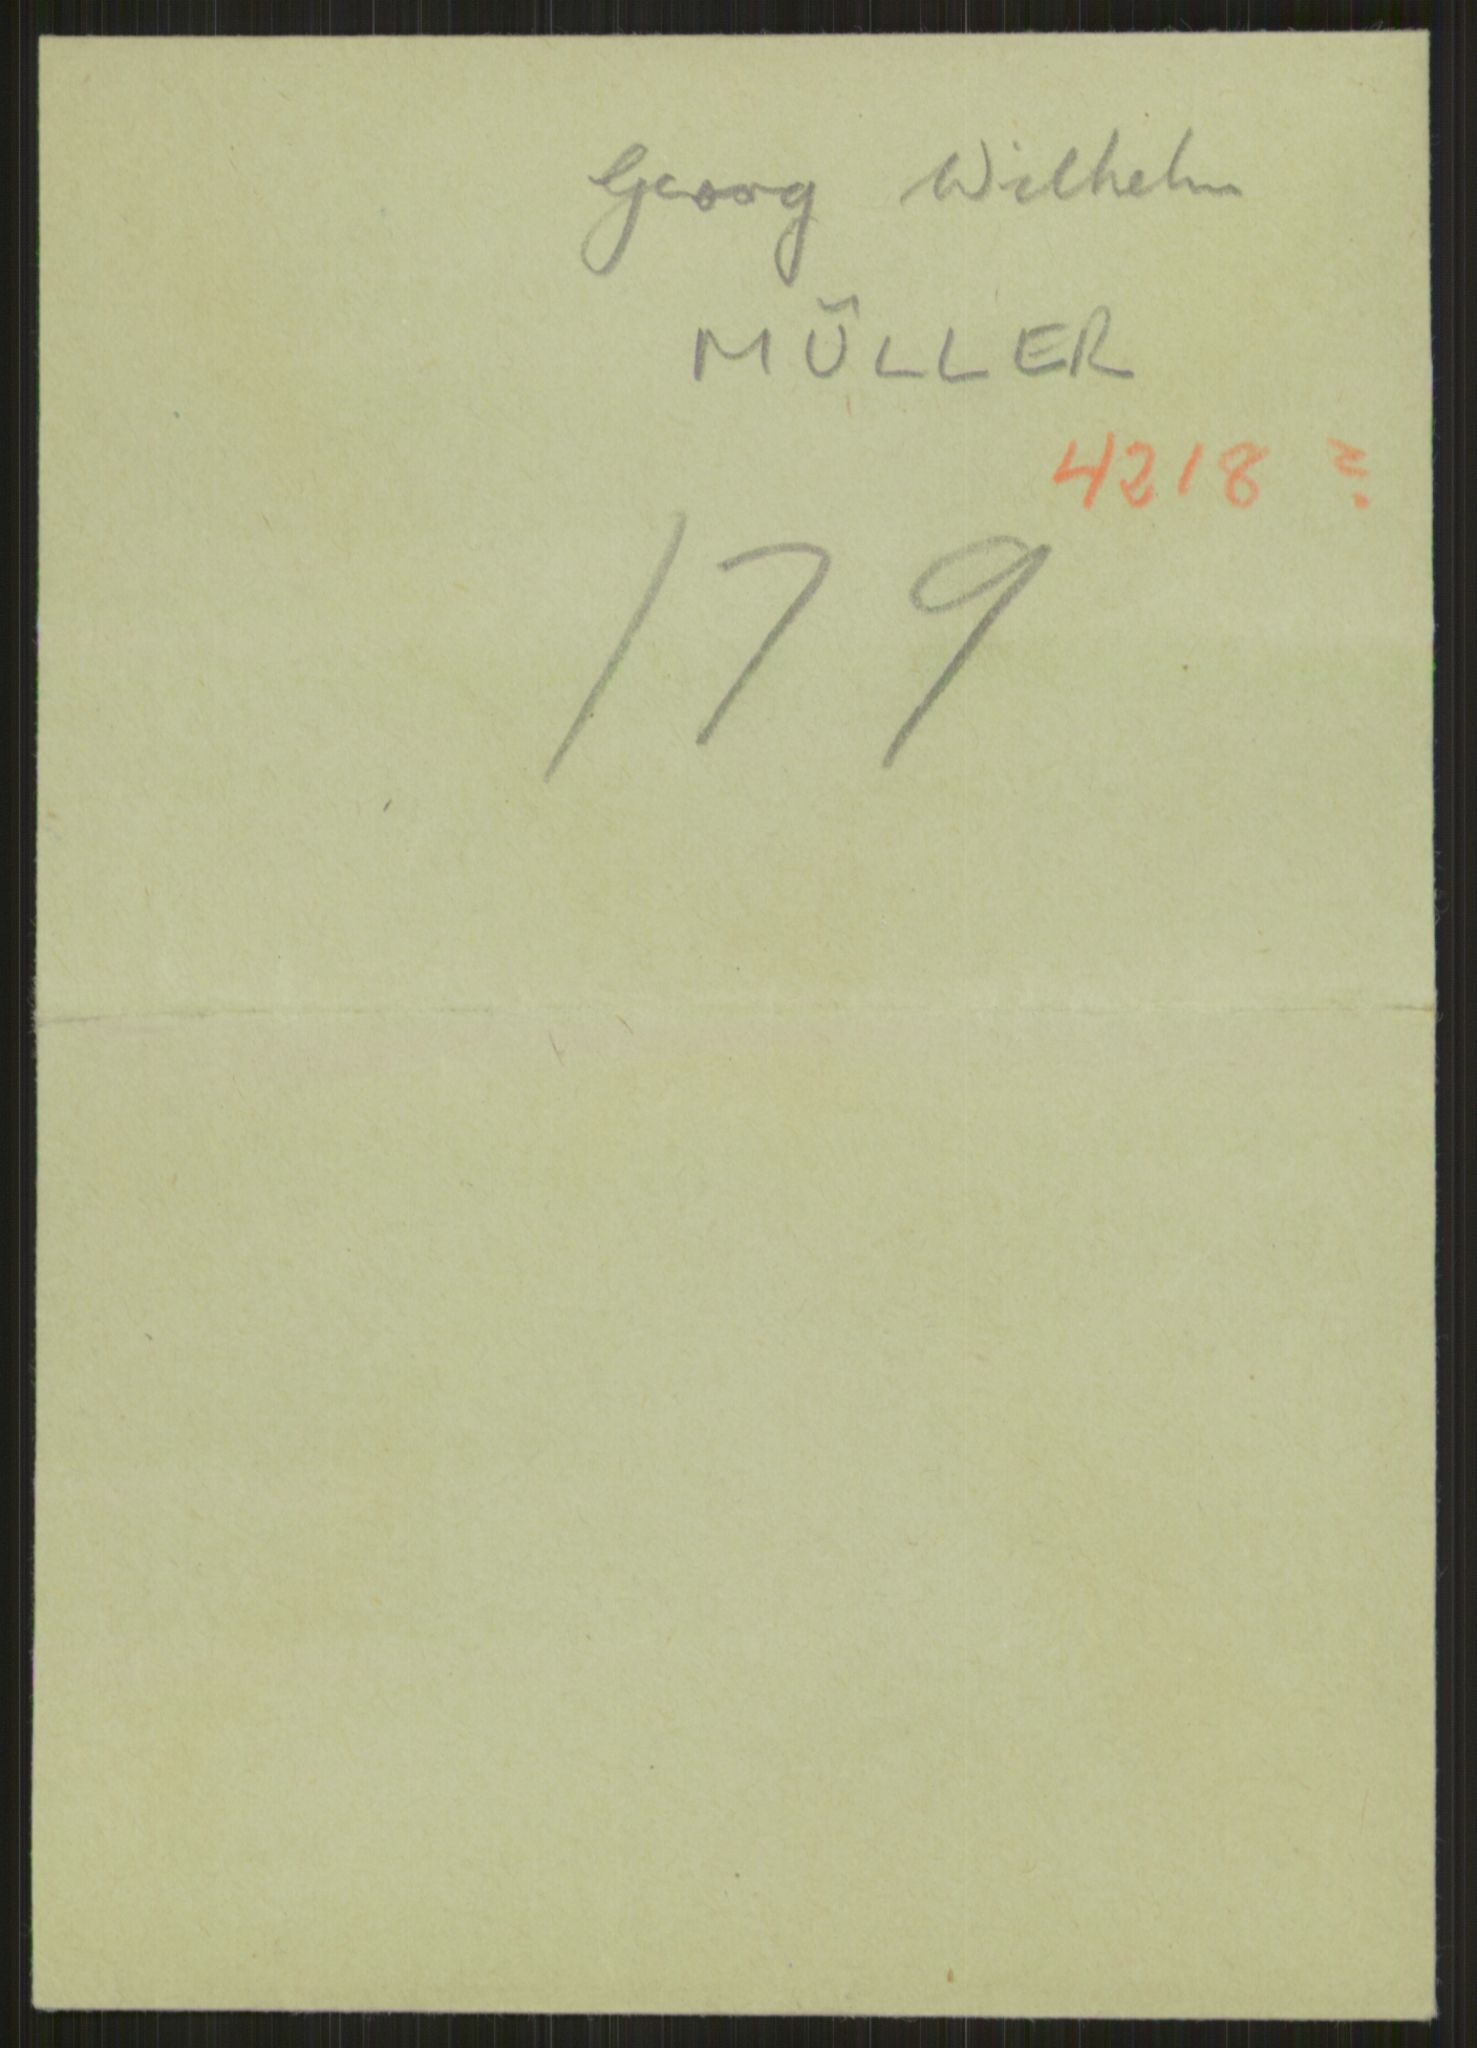 Georg Wilhelm
MÜLLER
4218 ?
179